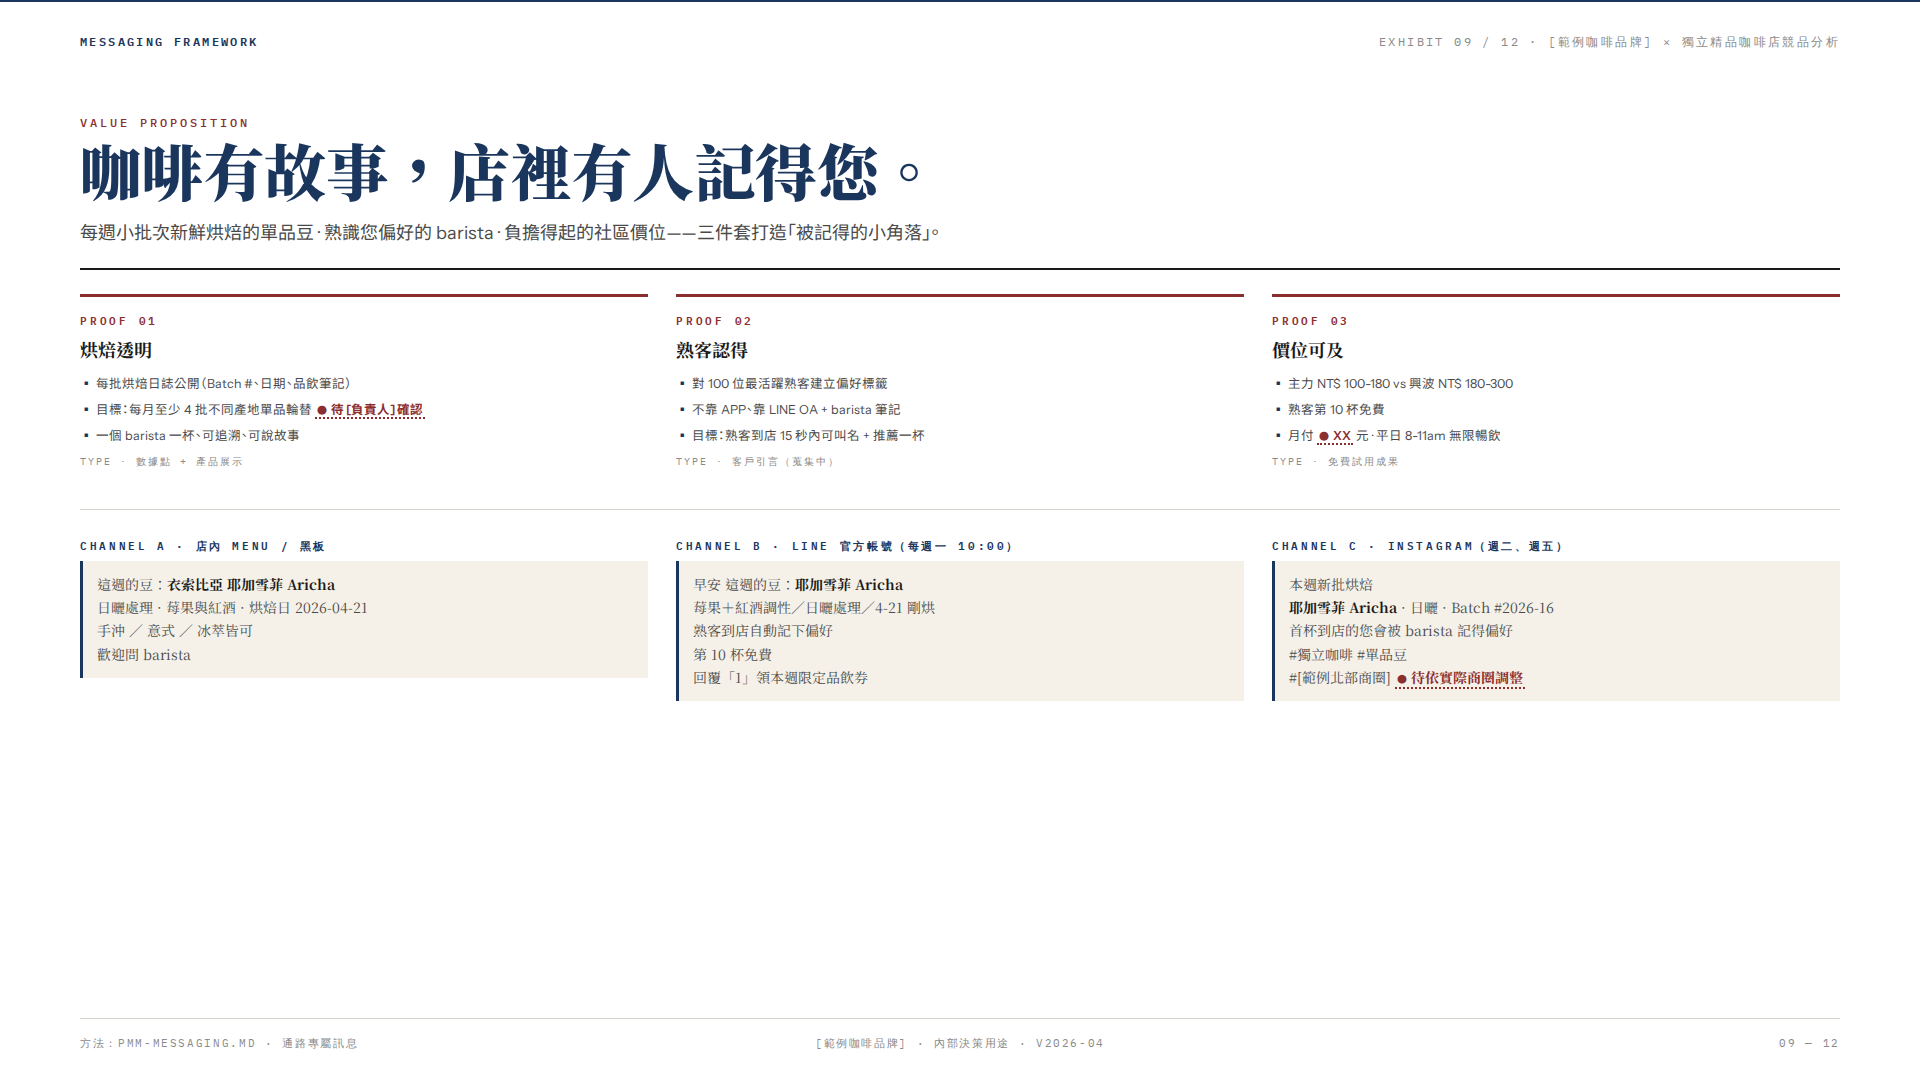 MESSAGING FRAMEWORK
EXHIBIT 09 / 12 · [範例咖啡品牌] × 獨立精品咖啡店競品分析
VALUE PROPOSITION
咖啡有故事，店裡有人記得您。
每週小批次新鮮烘焙的單品豆·熟識您偏好的 barista·負擔得起的社區價位——三件套打造「被記得的小角落」。
PROOF 01
烘焙透明
▪ 每批烘焙日誌公開（Batch #、日期、品飲筆記）
▪ 目標：每月至少 4 批不同產地單品輪替 ● 待 [負責人] 確認
▪ 一個 barista 一杯、可追溯、可說故事
TYPE · 數據點 + 產品展示
PROOF 02
熟客認得
▪ 對 100 位最活躍熟客建立偏好標籤
▪ 不靠 APP、靠 LINE OA + barista 筆記
▪ 目標：熟客到店 15 秒內可叫名 + 推薦一杯
TYPE · 客戶引言（蒐集中）
PROOF 03
價位可及
▪ 主力 NT$ 100-180 vs 興波 NT$ 180-300
▪ 熟客第 10 杯免費
▪ 月付 ● XX 元·平日 8-11am 無限暢飲
TYPE · 免費試用成果
CHANNEL A · 店內 MENU / 黑板
這週的豆：衣索比亞 耶加雪菲 Aricha
日曬處理 · 莓果與紅酒 · 烘焙日 2026-04-21
手沖 ／ 意式 ／ 冰萃皆可
歡迎問 barista
CHANNEL B · LINE 官方帳號（每週一 10:00）
早安 這週的豆：耶加雪菲 Aricha
莓果＋紅酒調性／日曬處理／4-21 剛烘
熟客到店自動記下偏好
第 10 杯免費
回覆「1」領本週限定品飲券
CHANNEL C · INSTAGRAM（週二、週五）
本週新批烘焙
耶加雪菲 Aricha · 日曬 · Batch #2026-16
首杯到店的您會被 barista 記得偏好
#獨立咖啡 #單品豆
#[範例北部商圈] ● 待依實際商圈調整
方法：PMM-MESSAGING.MD · 通路專屬訊息
[範例咖啡品牌] · 內部決策用途 · V2026-04
09 — 12